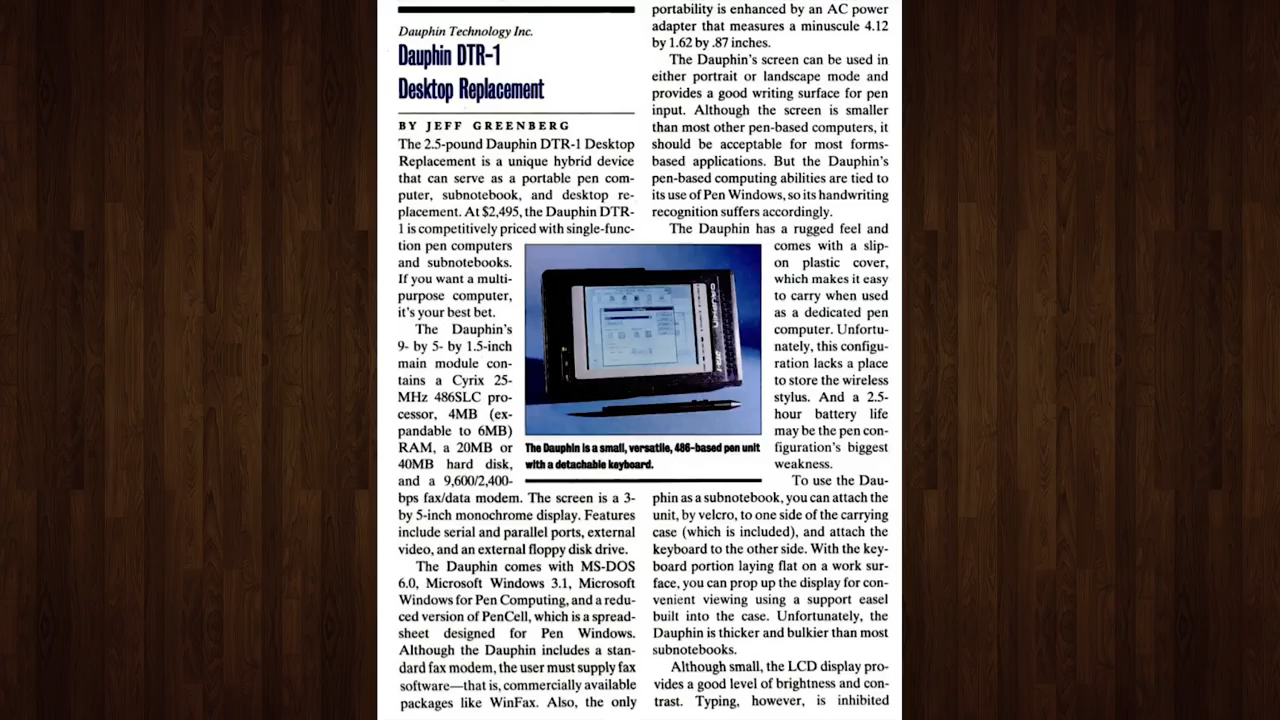 Dauphin Technology Inc.
Dauphin DTR-1
Desktop Replacement
BY JEFF GREENBERG
The 2.5-pound Dauphin DTR-1 Desktop
Replacement is a unique hybrid device
that can serve as a portable pen com-
puter, subnotebook, and desktop re-
placement. At $2,495, the Dauphin DTR-
1 is competitively priced with single-func-
tion pen computers
and subnotebooks.
If you want a multi-
purpose computer,
it's your best bet.
The Dauphin's
9- by 5- by 1.5-inch
main module con-
tains a Cyrix 25-
MHz 486SLC pro-
cessor, 4MB (ex-
pandable to 6MB)
RAM, a 20MB or
40MB hard disk,
and a 9,600/2,400-
bps fax/data modem. The screen is a 3-
by 5-inch monochrome display. Features
include serial and parallel ports, external
video, and an external floppy disk drive.
The Dauphin comes with MS-DOS
6.0, Microsoft Windows 3.1, Microsoft
Windows for Pen Computing, and a redu-
ced version of PenCell, which is a spread-
sheet designed for Pen Windows.
Although the Dauphin includes a stan-
dard fax modem, the user must supply fax
software—that is, commercially available
packages like WinFax. Also, the only
DAUPHIN
DTR-1
The Dauphin is a small, versatile, 486-based pen unit
with a detachable keyboard.
portability is enhanced by an AC power
adapter that measures a minuscule 4.12
by 1.62 by .87 inches.
The Dauphin's screen can be used in
either portrait or landscape mode and
provides a good writing surface for pen
input. Although the screen is smaller
than most other pen-based computers, it
should be acceptable for most forms-
based applications. But the Dauphin's
pen-based computing abilities are tied to
its use of Pen Windows, so its handwriting
recognition suffers accordingly.
The Dauphin has a rugged feel and
comes with a slip-
on plastic cover,
which makes it easy
to carry when used
as a dedicated pen
computer. Unfortu-
nately, this configu-
ration lacks a place
to store the wireless
stylus. And a 2.5-
hour battery life
may be the pen con-
figuration's biggest
weakness.
To use the Dau-
phin as a subnotebook, you can attach the
unit, by velcro, to one side of the carrying
case (which is included), and attach the
keyboard to the other side. With the key-
board portion laying flat on a work sur-
face, you can prop up the display for con-
venient viewing using a support easel
built into the case. Unfortunately, the
Dauphin is thicker and bulkier than most
subnotebooks.
Although small, the LCD display pro-
vides a good level of brightness and con-
trast. Typing, however, is inhibited